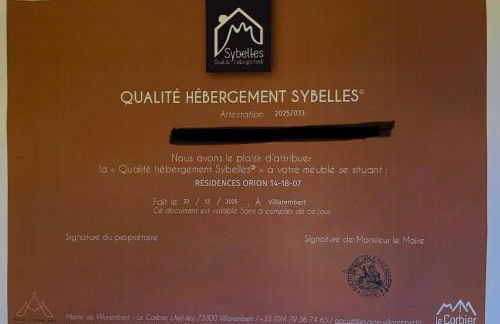 Sybelles
Qualité hébergement
QUALITÉ HÉBERGEMENT SYBELLES©
Attestation 2025/033
Nous avons le plaisir d'attribuer
la « Qualité hébergement Sybelles® » à votre meublé se situant :
RESIDENCES ORION 14-18-07
Fait le 23 / 12 / 2025 , À Villarembert
Ce document est valable 5ans à compter de ce jour
Signature du propriétaire
Signature de Monsieur le Maire
Mairie de Villarembert - Le Corbier, chef-lieu 73300 Villarembert / +33 (0)4 79 56 74 65 /
le Corbier